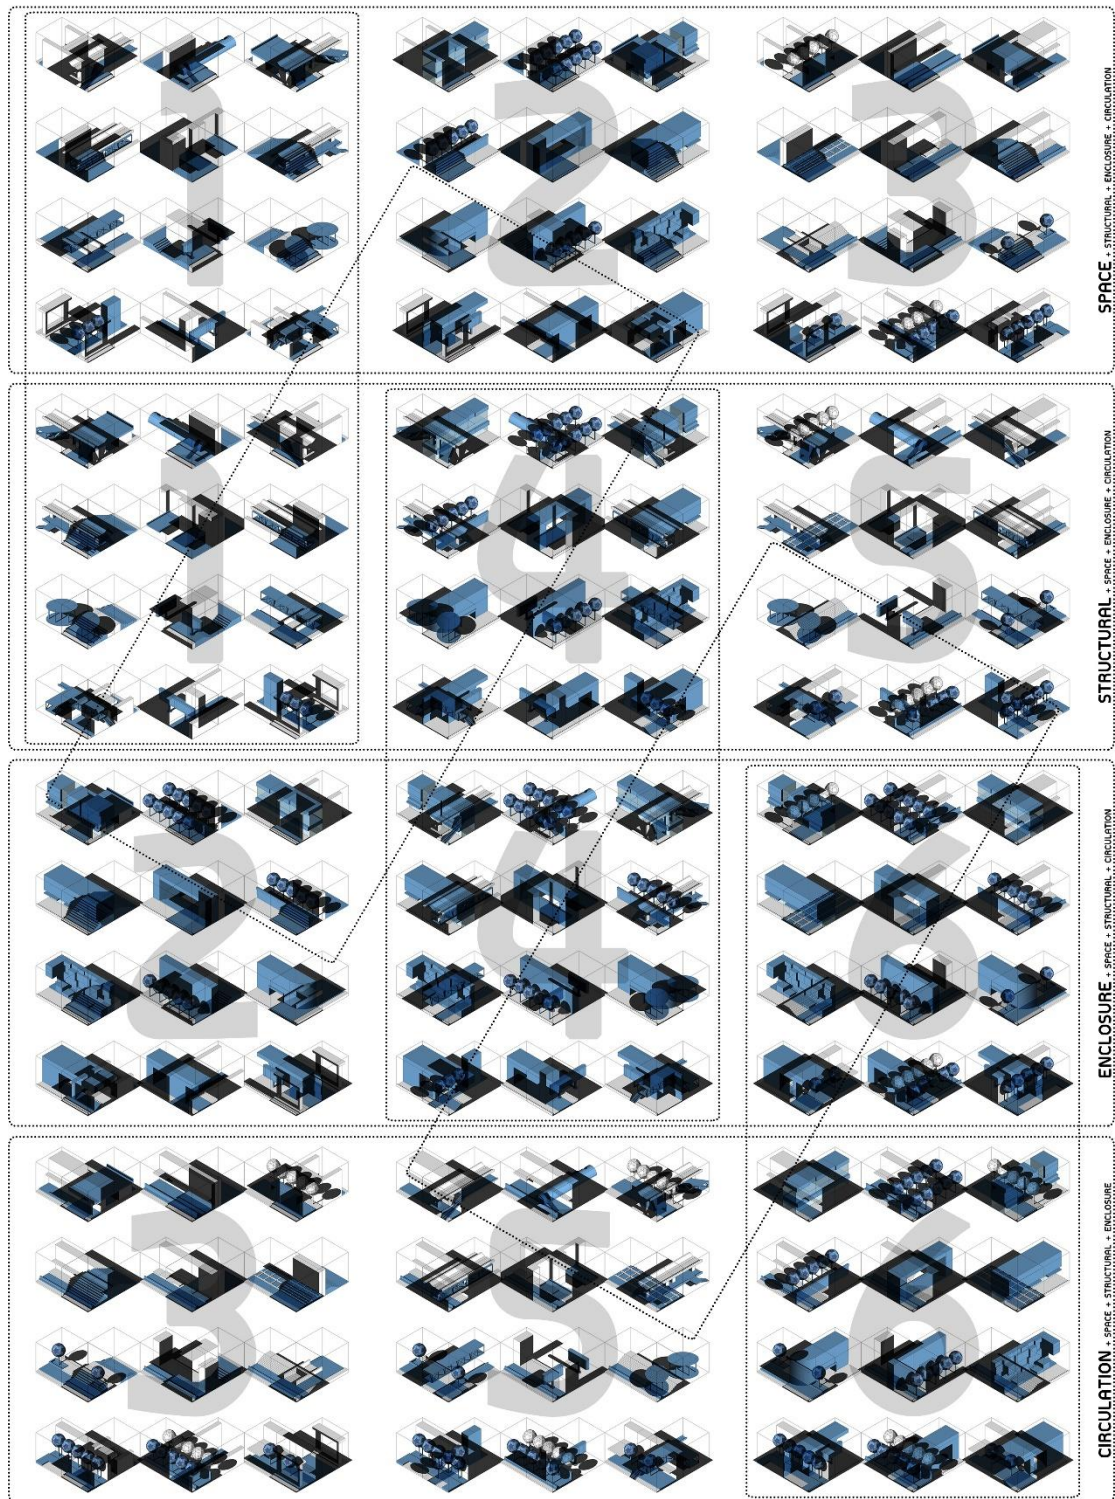 1 2 3
SPACE + STRUCTURAL + ENCLOSURE + CIRCULATION
1 4 5
STRUCTURAL + SPACE + ENCLOSURE + CIRCULATION
2 4 6
ENCLOSURE + SPACE + STRUCTURAL + CIRCULATION
3 5 6
CIRCULATION + SPACE + STRUCTURAL + ENCLOSURE